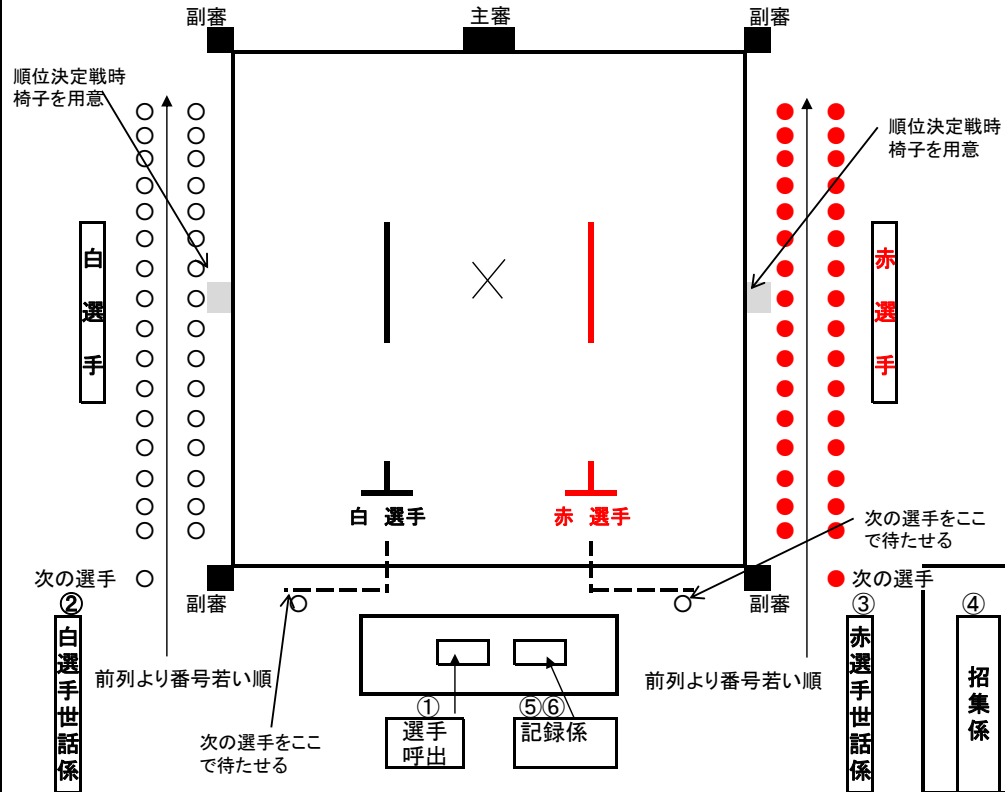 副審
主審
副審
順位決定戦時
椅子を用意
順位決定戦時
椅子を用意
白選手
赤選手
白 選手
赤 選手
次の選手をここ
で待たせる
次の選手
副審
副審
次の選手
②
白選手世話係
③
赤選手世話係
④
招集係
前列より番号若い順
前列より番号若い順
①
選手
呼出
⑤⑥
記録係
次の選手をここ
で待たせる